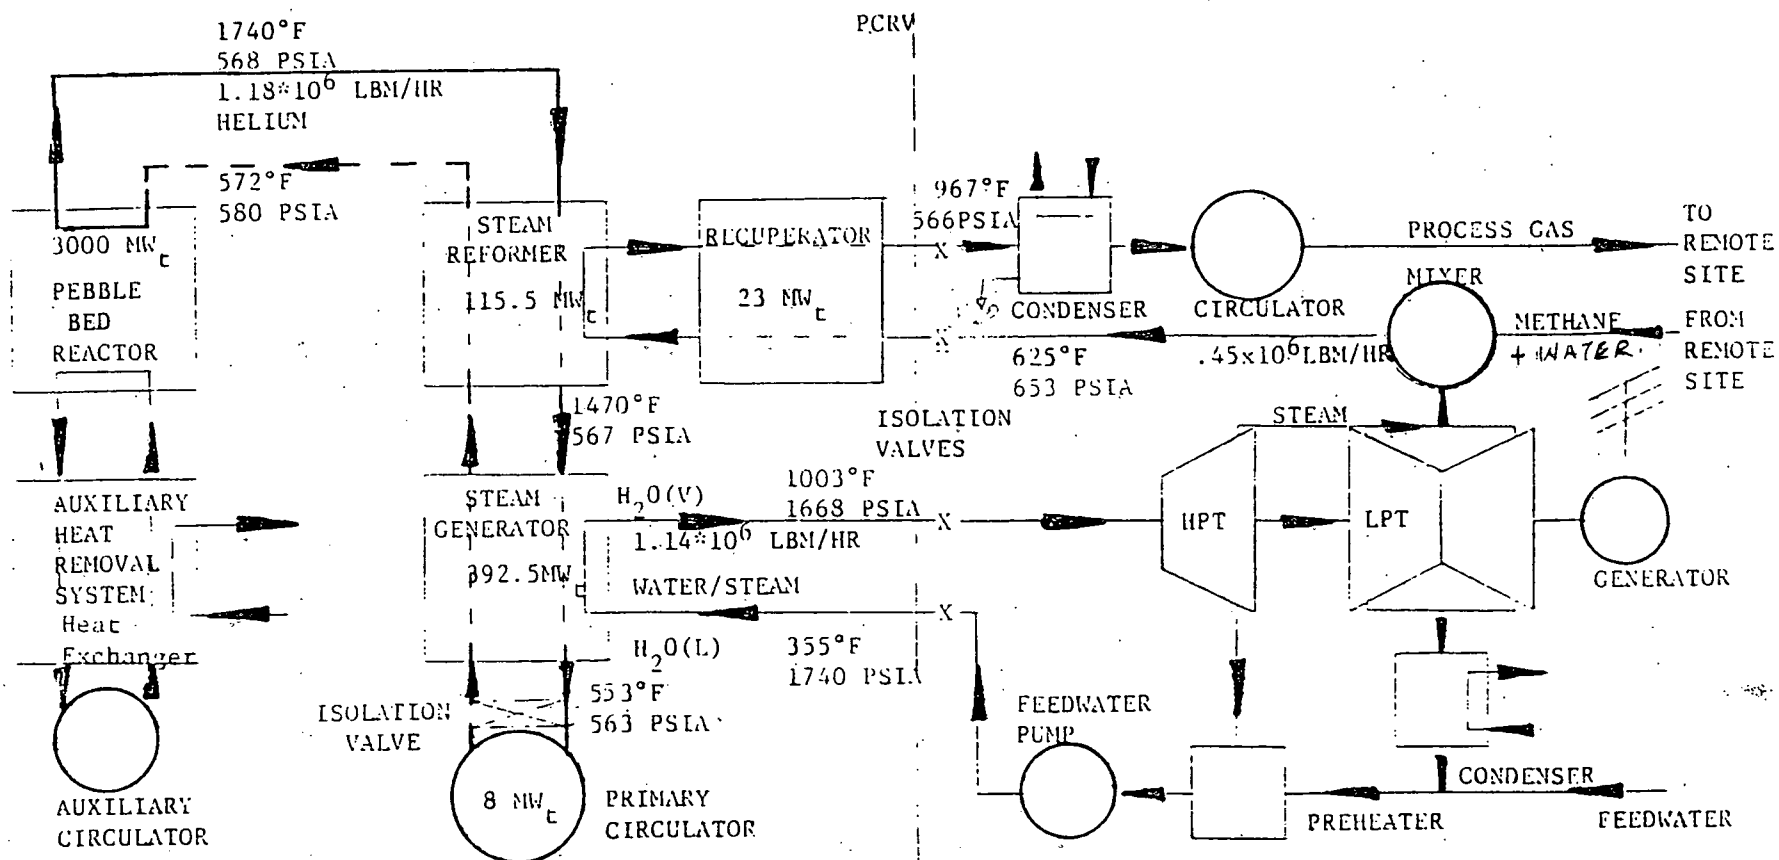 PCRV
1740°F
568 PSIA
1.18*10⁶ LBM/HR
HELIUM
572°F
580 PSIA
3000 MWt
PEBBLE
BED
REACTOR
STEAM
REFORMER
115.5 MWt
RECUPERATOR
23 MWt
967°F
566PSIA
X
CONDENSER
CIRCULATOR
PROCESS GAS
TO
REMOTE
SITE
MIXER
METHANE
+ WATER.
FROM
REMOTE
SITE
X
625°F
653 PSIA
.45x10⁶LBM/HR
1470°F
567 PSIA
ISOLATION
VALVES
STEAM
AUXILIARY
HEAT
REMOVAL
SYSTEM
Heat
Exchanger
STEAM
GENERATOR
392.5MWt
H₂O(V)
1003°F
1668 PSIA
X
1.14*10⁶ LBM/HR
WATER/STEAM
X
H₂O(L)
355°F
1740 PSIA
HPT
LPT
GENERATOR
553°F
563 PSIA
ISOLATION
VALVE
FEEDWATER
PUMP
AUXILIARY
CIRCULATOR
8 MWt
PRIMARY
CIRCULATOR
CONDENSER
PREHEATER
FEEDWATER